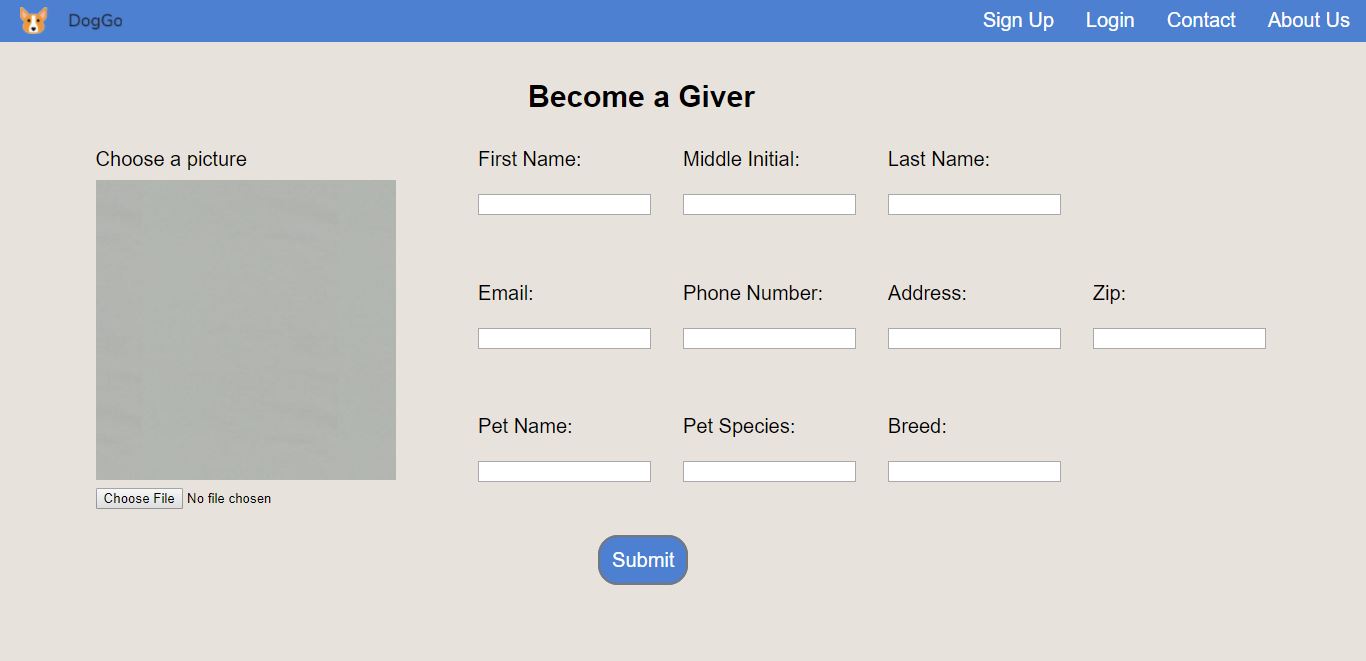 DogGo Sign Up Login Contact About Us
Become a Giver
Choose a picture
First Name: Middle Initial: Last Name:
Email: Phone Number: Address: Zip:
Pet Name: Pet Species: Breed:
Choose File No file chosen
Submit